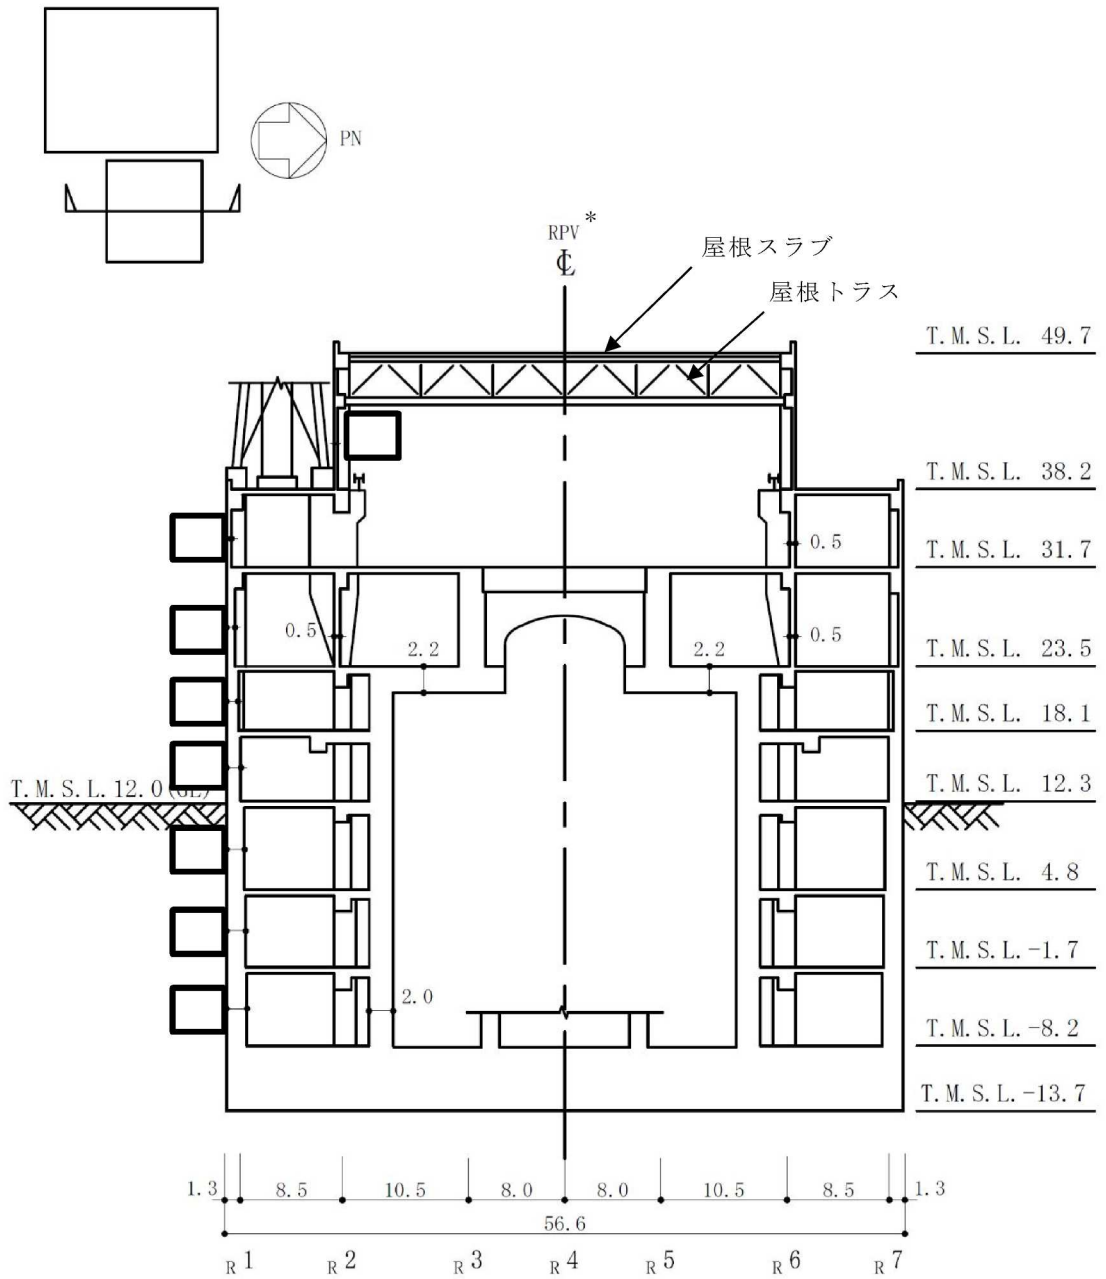 PN
RPV*
℄
屋根スラブ
屋根トラス
T.M.S.L. 49.7
T.M.S.L. 38.2
0.5
T.M.S.L. 31.7
0.5
0.5
2.2
2.2
T.M.S.L. 23.5
T.M.S.L. 18.1
T.M.S.L. 12.3
T.M.S.L. 12.0 (GL)
T.M.S.L. 4.8
T.M.S.L. -1.7
2.0
T.M.S.L. -8.2
T.M.S.L. -13.7
1.3 8.5 10.5 8.0 8.0 10.5 8.5 1.3
56.6
R1 R2 R3 R4 R5 R6 R7